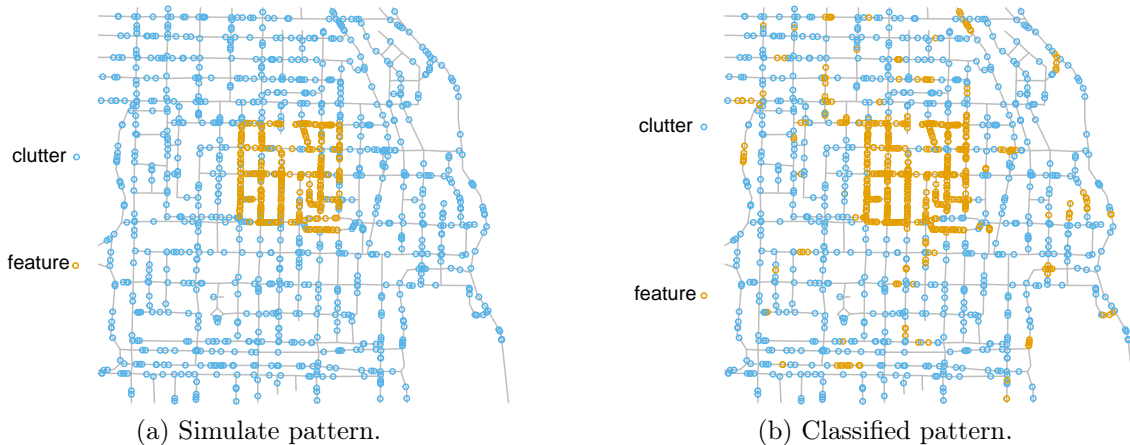 clutter
feature
clutter
feature
(a) Simulate pattern.
(b) Classified pattern.